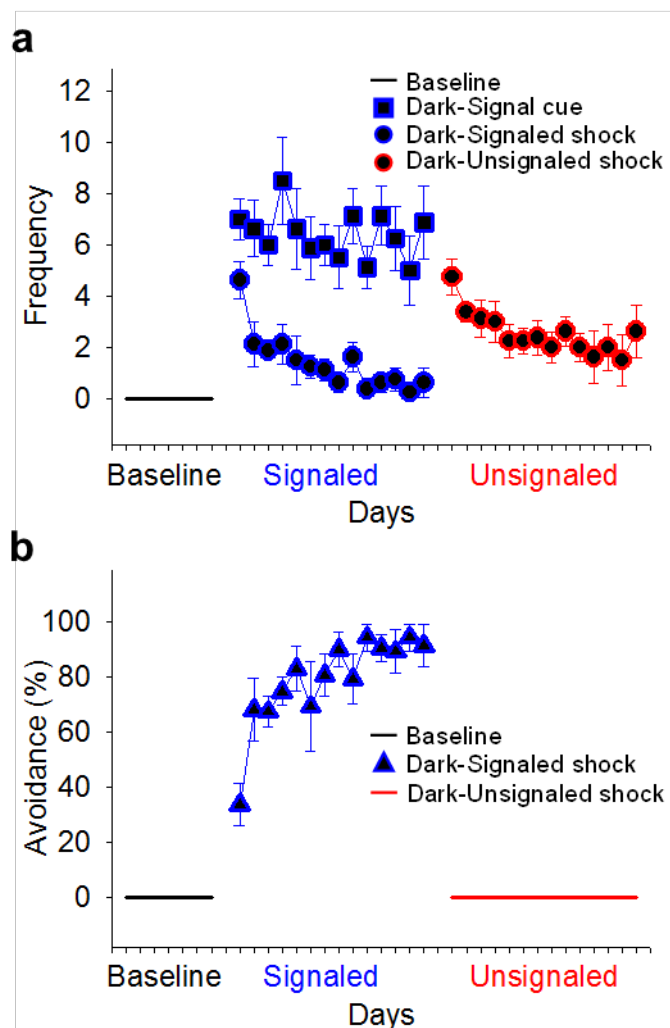 a
Baseline
Dark-Signal cue
Dark-Signaled shock
Dark-Unsignaled shock
12
10
8
6
4
2
0
Frequency
Baseline Signaled Unsignaled
Days
b
100
80
60
40
20
0
Avoidance (%)
Baseline
Dark-Signaled shock
Dark-Unsignaled shock
Baseline Signaled Unsignaled
Days